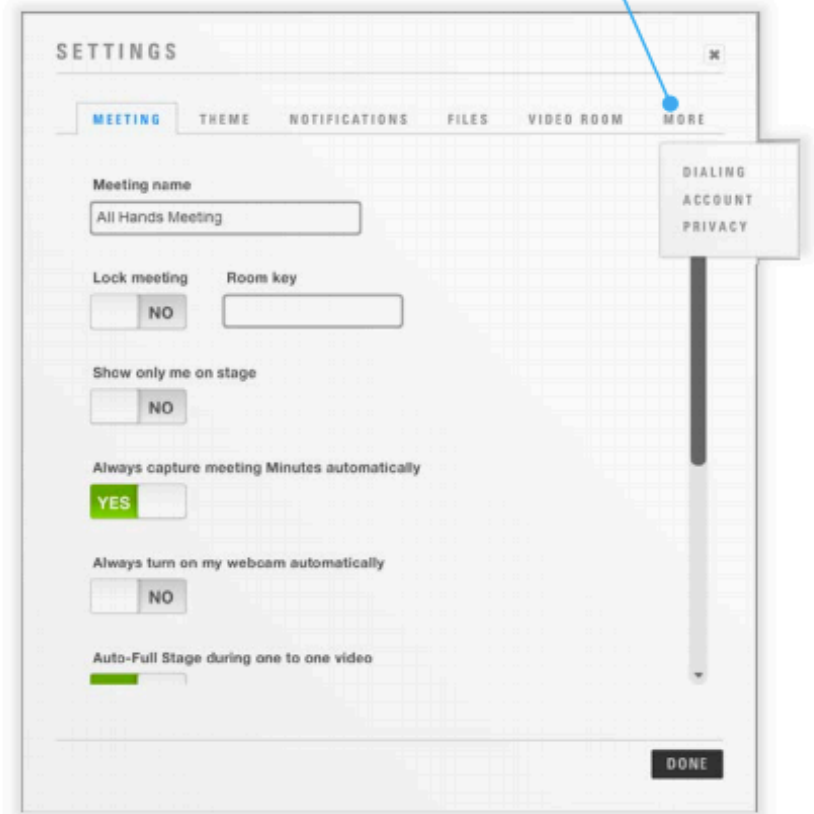 SETTINGS
MEETING THEME NOTIFICATIONS FILES VIDEO ROOM MORE
DIALING
ACCOUNT
PRIVACY
Meeting name
All Hands Meeting
Lock meeting Room key
NO
Show only me on stage
NO
Always capture meeting Minutes automatically
YES
Always turn on my webcam automatically
NO
Auto-Full Stage during one to one video
DONE